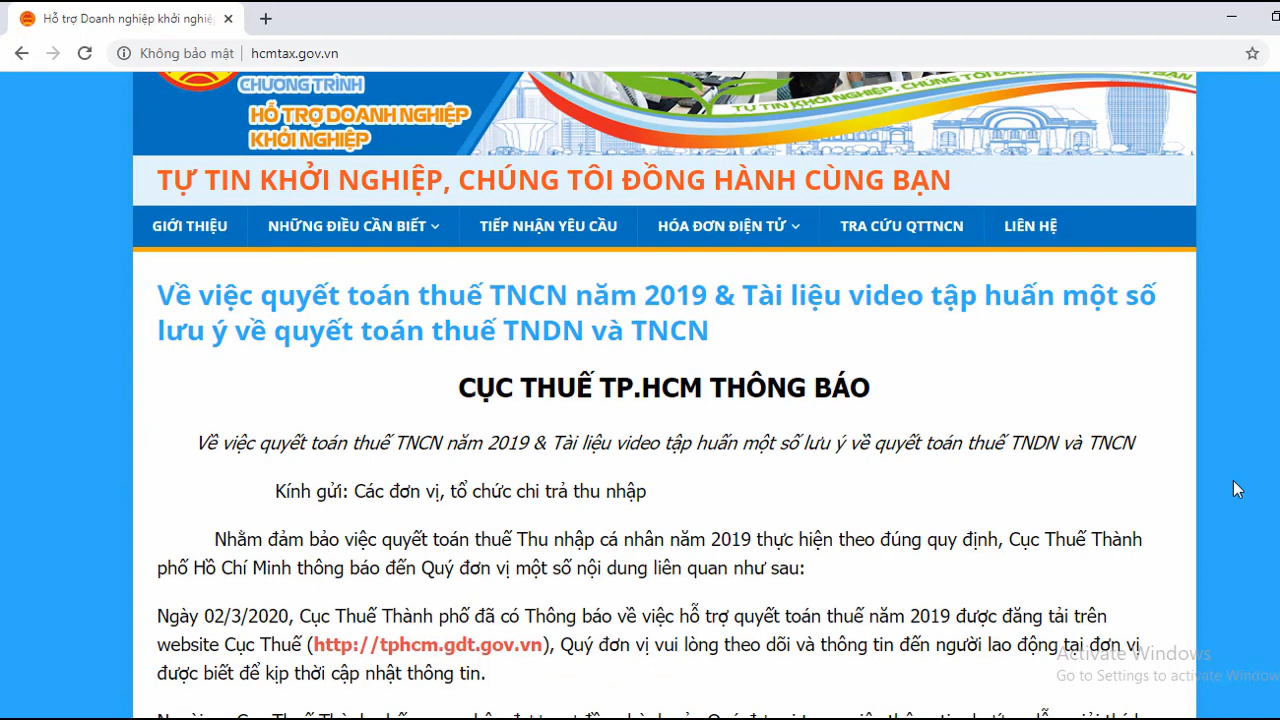 Hỗ trợ Doanh nghiệp khởi nghiệ
Không bảo mật
hcmtax.gov.vn
CHƯƠNG TRÌNH
HỖ TRỢ DOANH NGHIỆP
KHỞI NGHIỆP
TỰ TIN KHỞI NGHIỆP, CHÚNG TÔI ĐỒNG HÀNH CÙNG BẠN
TỰ TIN KHỞI NGHIỆP, CHÚNG TÔI ĐỒNG HÀNH CÙNG BẠN
GIỚI THIỆU NHỮNG ĐIỀU CẦN BIẾT TIẾP NHẬN YÊU CẦU HÓA ĐƠN ĐIỆN TỬ TRA CỨU QTTNCN LIÊN HỆ
Về việc quyết toán thuế TNCN năm 2019 & Tài liệu video tập huấn một số
lưu ý về quyết toán thuế TNDN và TNCN
CỤC THUẾ TP.HCM THÔNG BÁO
Về việc quyết toán thuế TNCN năm 2019 & Tài liệu video tập huấn một số lưu ý về quyết toán thuế TNDN và TNCN
Kính gửi: Các đơn vị, tổ chức chi trả thu nhập
Nhằm đảm bảo việc quyết toán thuế Thu nhập cá nhân năm 2019 thực hiện theo đúng quy định, Cục Thuế Thành
phố Hồ Chí Minh thông báo đến Quý đơn vị một số nội dung liên quan như sau:
Ngày 02/3/2020, Cục Thuế Thành phố đã có Thông báo về việc hỗ trợ quyết toán thuế năm 2019 được đăng tải trên
website Cục Thuế (http://tphcm.gdt.gov.vn), Quý đơn vị vui lòng theo dõi và thông tin đến người lao động tại đơn vị
được biết để kịp thời cập nhật thông tin.
Activate Windows
Go to Settings to activate Window